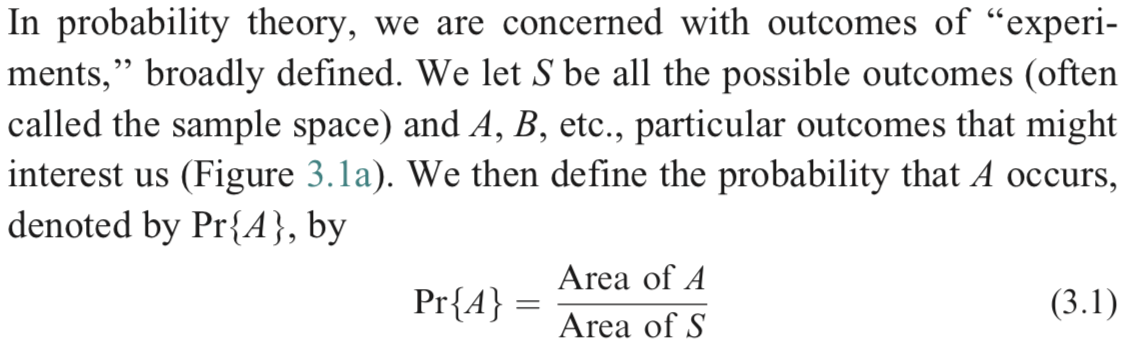 In probability theory, we are concerned with outcomes of “experi-
ments,” broadly defined. We let S be all the possible outcomes (often
called the sample space) and A, B, etc., particular outcomes that might
interest us (Figure 3.1a). We then define the probability that A occurs,
denoted by Pr{A}, by
Pr{A} = Area of A / Area of S (3.1)